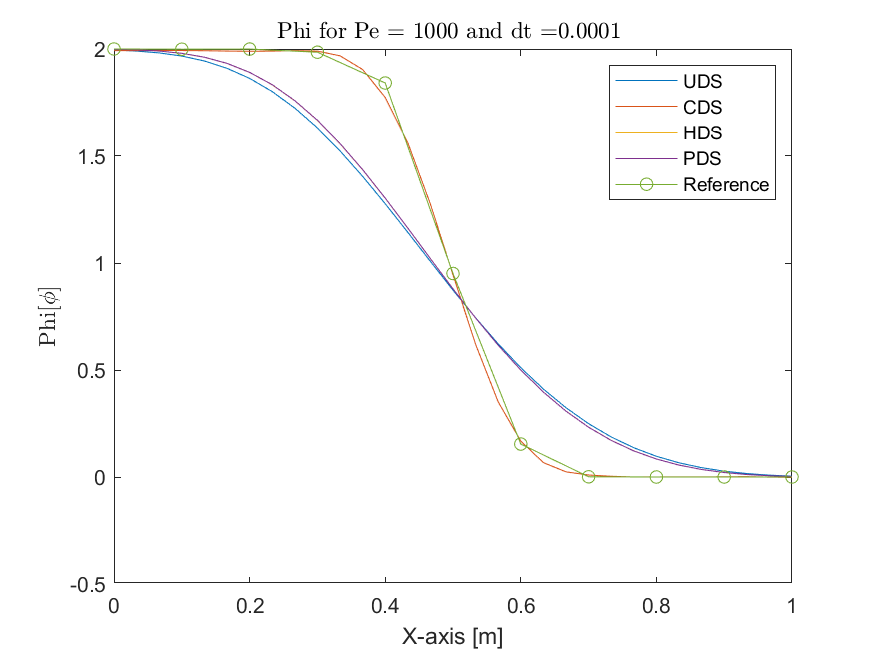 Phi for Pe = 1000 and dt =0.0001
2
1.5
1
0.5
0
-0.5
Phi[ϕ]
UDS
CDS
HDS
PDS
Reference
0 0.2 0.4 0.6 0.8 1
X-axis [m]